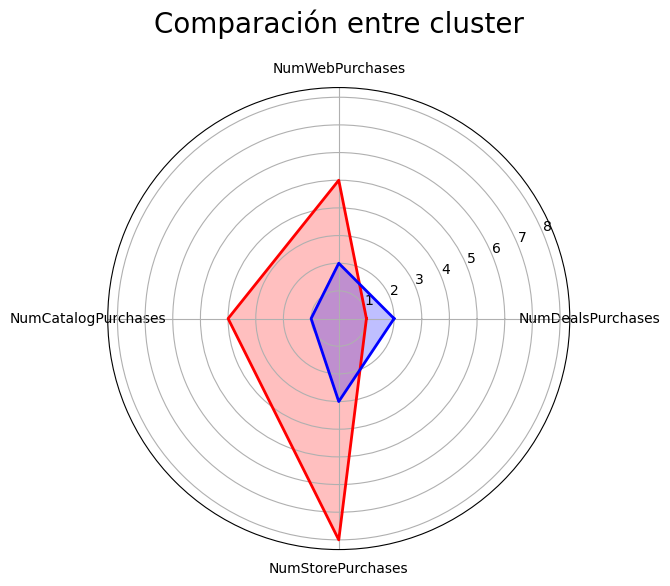 Comparación entre cluster
NumWebPurchases
8
7
6
5
4
3
2
1
NumCatalogPurchases
NumDealsPurchases
NumStorePurchases